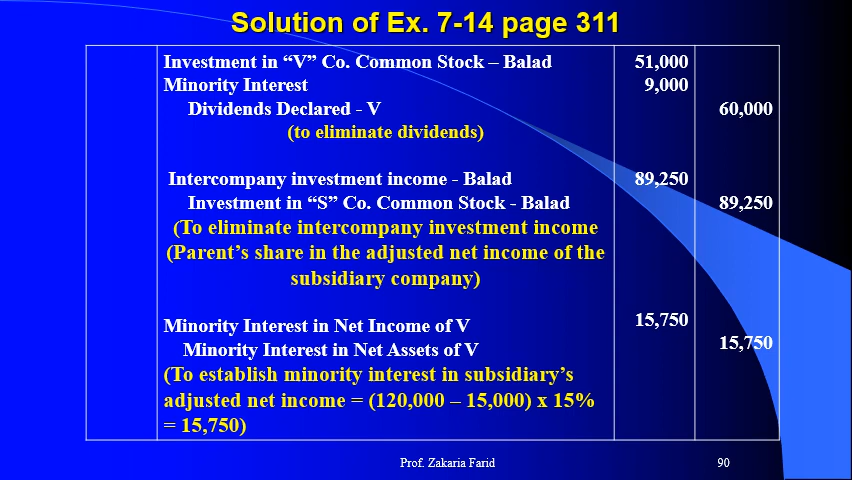 Solution of Ex. 7-14 page 311
Investment in “V” Co. Common Stock – Balad 51,000
Minority Interest 9,000
Dividends Declared - V 60,000
(to eliminate dividends)
Intercompany investment income - Balad 89,250
Investment in “S” Co. Common Stock - Balad 89,250
(To eliminate intercompany investment income
(Parent’s share in the adjusted net income of the
subsidiary company)
Minority Interest in Net Income of V 15,750
Minority Interest in Net Assets of V 15,750
(To establish minority interest in subsidiary’s
adjusted net income = (120,000 – 15,000) x 15%
= 15,750)
Prof. Zakaria Farid 90